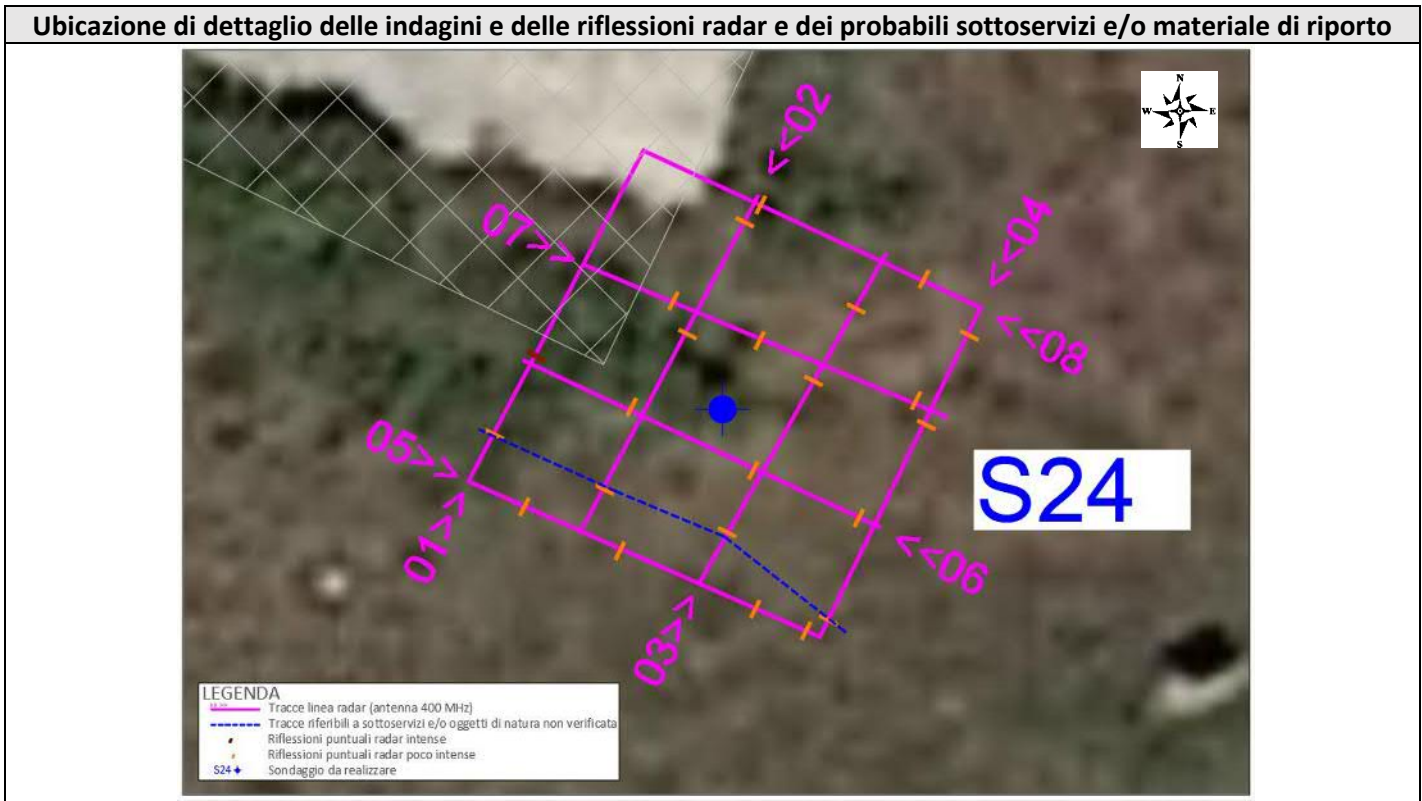 Ubicazione di dettaglio delle indagini e delle riflessioni radar e dei probabili sottoservizi e/o materiale di riporto
N
W E
S
<<02
<<04
07>>
<<08
05>>
S24
01>>
<<06
03>>
LEGENDA
Tracce linea radar (antenna 400 MHz)
Tracce riferibili a sottoservizi e/o oggetti di natura non verificata
Riflessioni puntuali radar intense
Riflessioni puntuali radar poco intense
S24 Sondaggio da realizzare